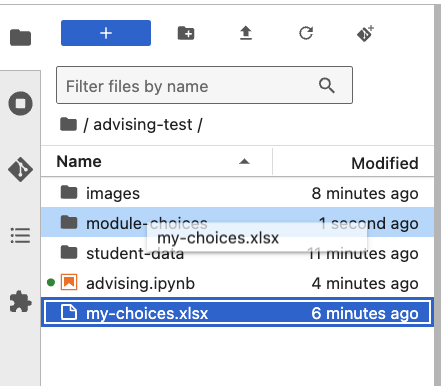 +
Filter files by name
/ advising-test /
Name Modified
images 8 minutes ago
module-choices 1 second ago
my-choices.xlsx
student-data 11 minutes ago
advising.ipynb 4 minutes ago
my-choices.xlsx 6 minutes ago